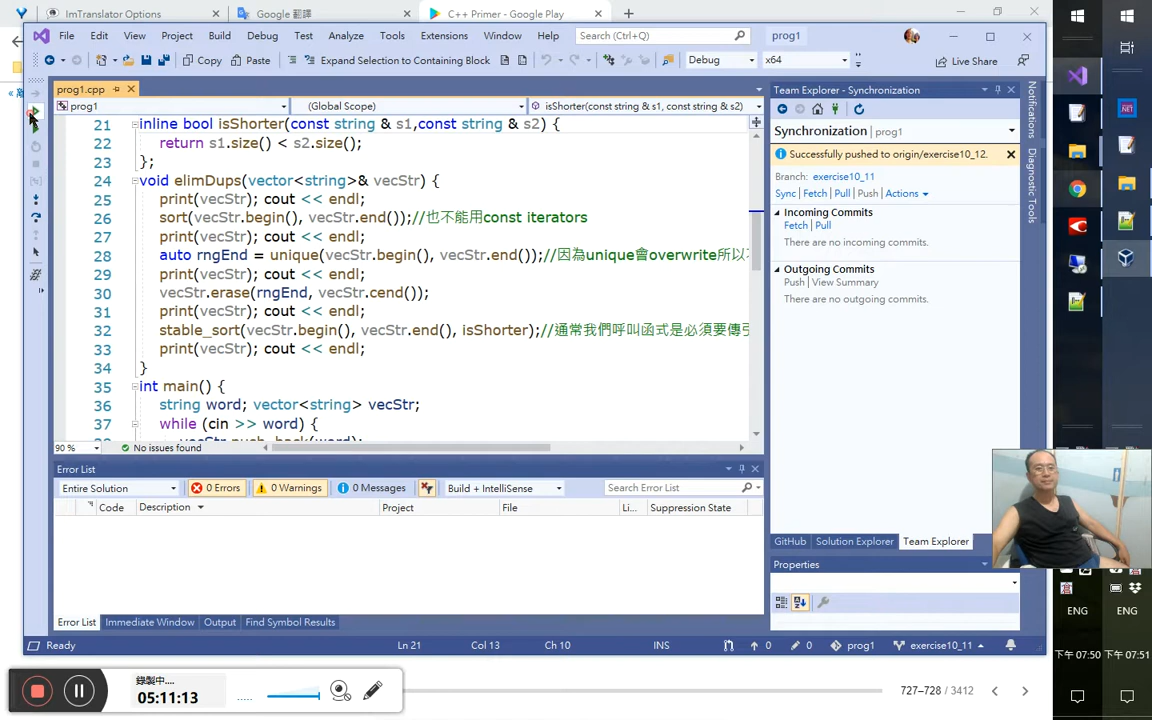 ImTranslator Options
Google 翻譯
C++ Primer - Google Play
File Edit View Project Build Debug Test Analyze Tools Extensions Window Help Search (Ctrl+Q) prog1
Copy Paste Expand Selection to Containing Block Debug x64 Live Share
prog1.cpp
prog1 (Global Scope) isShorter(const string & s1, const string & s2)
21 inline bool isShorter(const string & s1,const string & s2) {
22 return s1.size() < s2.size();
23 };
24 void elimDups(vector<string>& vecStr) {
25 print(vecStr); cout << endl;
26 sort(vecStr.begin(), vecStr.end());//也不能用const iterators
27 print(vecStr); cout << endl;
28 auto rngEnd = unique(vecStr.begin(), vecStr.end());//因為unique會overwrite所以
29 print(vecStr); cout << endl;
30 vecStr.erase(rngEnd, vecStr.cend());
31 print(vecStr); cout << endl;
32 stable_sort(vecStr.begin(), vecStr.end(), isShorter);//通常我們呼叫函式是必須要傳
33 print(vecStr); cout << endl;
34 }
35 int main() {
36 string word; vector<string> vecStr;
37 while (cin >> word) {
vecStr.push_back(word);
90 % No issues found
Team Explorer - Synchronization
Synchronization | prog1
Successfully pushed to origin/exercise10_12.
Branch: exercise10_11
Sync | Fetch | Pull | Push | Actions
Incoming Commits
Fetch | Pull
There are no incoming commits.
Outgoing Commits
Push | View Summary
There are no outgoing commits.
GitHub Solution Explorer Team Explorer
Properties
Notifications
Diagnostic Tools
Error List
Entire Solution 0 Errors 0 Warnings 0 Messages Build + IntelliSense Search Error List
Code Description Project File Li... Suppression State
Error List Immediate Window Output Find Symbol Results
Ready Ln 21 Col 13 Ch 10 INS 0 0 prog1 exercise10_11
錄製中...
05:11:13
727–728 / 3412
ENG ENG
下午 07:50 下午 07:51